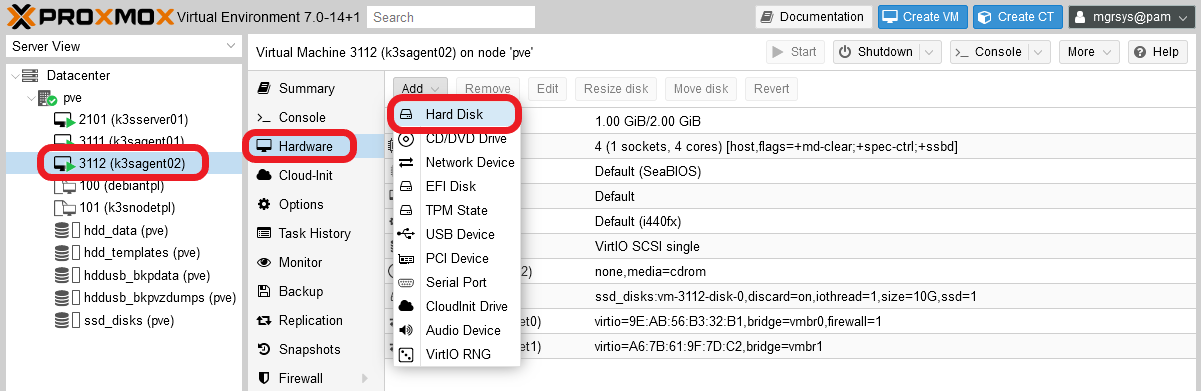 PROXMOX Virtual Environment 7.0-14+1 Search Documentation Create VM Create CT mgrsys@pam
Server View
Datacenter
pve
2101 (k3sserver01)
3111 (k3sagent01)
3112 (k3sagent02)
100 (debiantpl)
101 (k3snodetpl)
hdd_data (pve)
hdd_templates (pve)
hddusb_bkpdata (pve)
hddusb_bkpvzdumps (pve)
ssd_disks (pve)
Virtual Machine 3112 (k3sagent02) on node 'pve' Start Shutdown Console More Help
Summary
Console
Hardware
Cloud-Init
Options
Task History
Monitor
Backup
Replication
Snapshots
Firewall
Add Remove Edit Resize disk Move disk Revert
Hard Disk
CD/DVD Drive
Network Device
EFI Disk
TPM State
USB Device
PCI Device
Serial Port
CloudInit Drive
Audio Device
VirtIO RNG
1.00 GiB/2.00 GiB
4 (1 sockets, 4 cores) [host,flags=+md-clear;+spec-ctrl;+ssbd]
Default (SeaBIOS)
Default
Default (i440fx)
VirtIO SCSI single
2) none,media=cdrom
ssd_disks:vm-3112-disk-0,discard=on,iothread=1,size=10G,ssd=1
et0) virtio=9E:AB:56:B3:32:B1,bridge=vmbr0,firewall=1
et1) virtio=A6:7B:61:9F:7D:C2,bridge=vmbr1